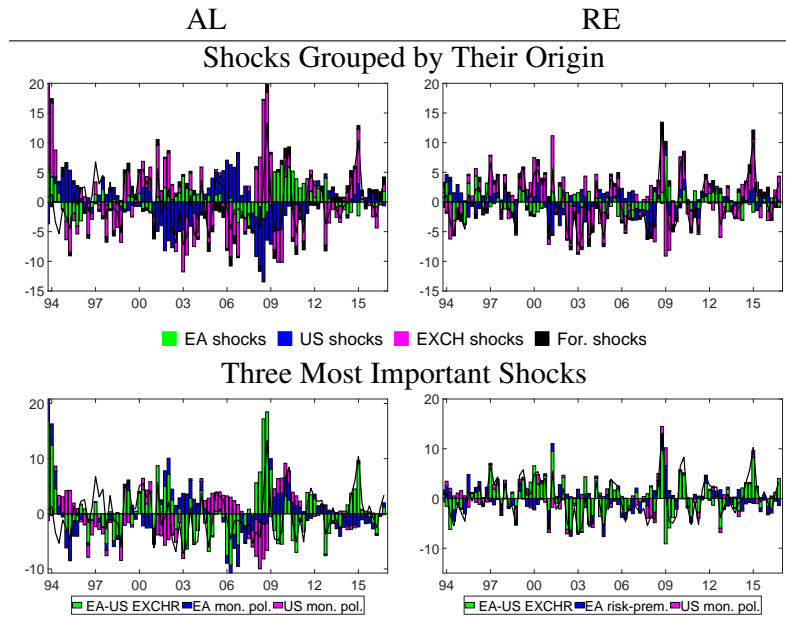 AL RE
Shocks Grouped by Their Origin
20 20
15 15
10 10
5 5
0 0
-5 -5
-10 -10
-15 -15
94 97 00 03 06 09 12 15 94 97 00 03 06 09 12 15
EA shocks US shocks EXCH shocks For. shocks
Three Most Important Shocks
20 20
10 10
0 0
-10 -10
94 97 00 03 06 09 12 15 94 97 00 03 06 09 12 15
EA-US EXCHR EA mon. pol. US mon. pol. EA-US EXCHR EA risk-prem. US mon. pol.